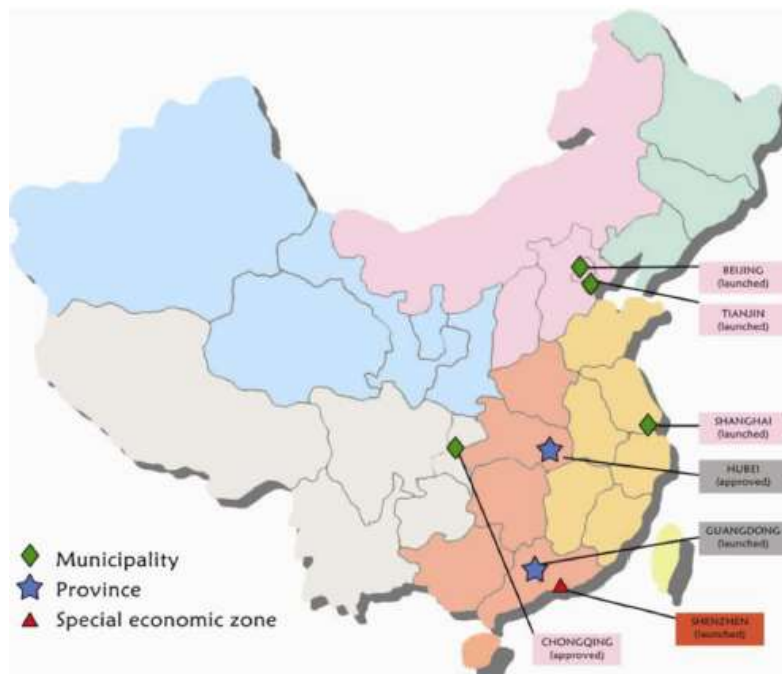 BEIJING
(launched)
TIANJIN
(launched)
SHANGHAI
(launched)
HUBEI
(approved)
GUANGDONG
(launched)
Municipality
Province
Special economic zone
SHENZHEN
(launched)
CHONGQING
(approved)